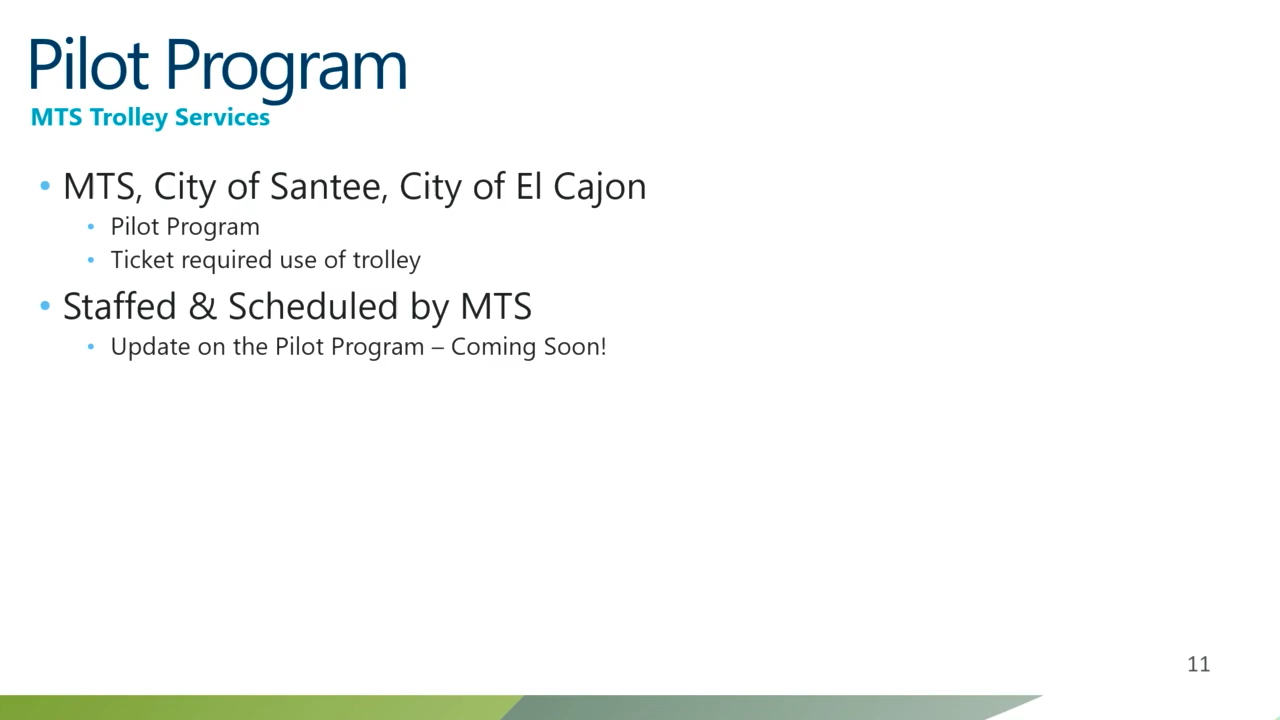 Pilot Program
MTS Trolley Services
• MTS, City of Santee, City of El Cajon
• Pilot Program
• Ticket required use of trolley
• Staffed & Scheduled by MTS
• Update on the Pilot Program – Coming Soon!
11